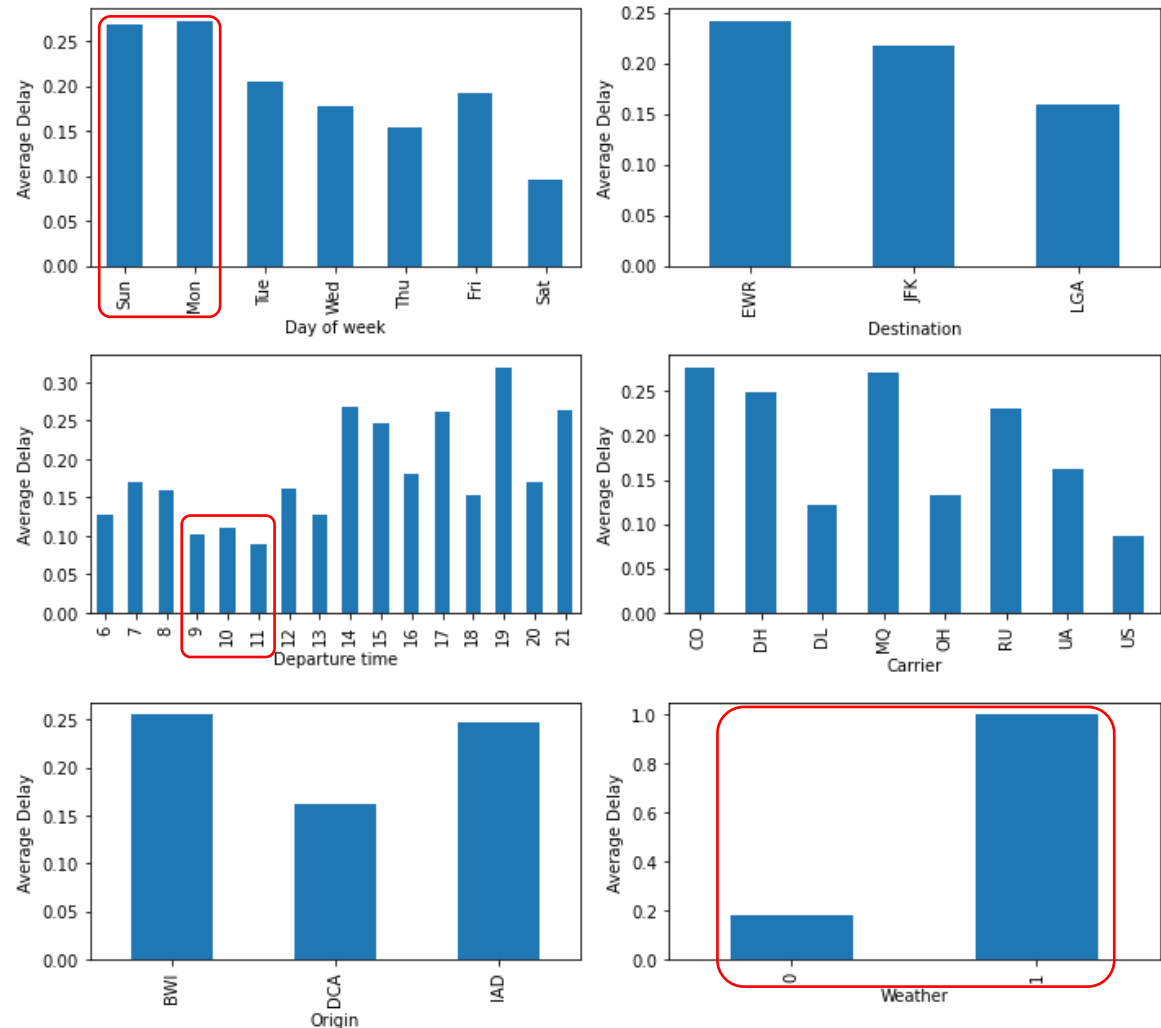 0.25
0.20
0.15
0.10
0.05
0.00
Average Delay
Sun
Mon
Tue
Wed
Thu
Fri
Sat
Day of week
0.25
0.20
0.15
0.10
0.05
0.00
Average Delay
EWR
JFK
LGA
Destination
0.30
0.25
0.20
0.15
0.10
0.05
0.00
Average Delay
6
7
8
9
10
11
12
13
14
15
16
17
18
19
20
21
Departure time
0.25
0.20
0.15
0.10
0.05
0.00
Average Delay
CO
DH
DL
MQ
OH
RU
UA
US
Carrier
0.25
0.20
0.15
0.10
0.05
0.00
Average Delay
BWI
DCA
IAD
Origin
1.0
0.8
0.6
0.4
0.2
0.0
Average Delay
0
1
Weather